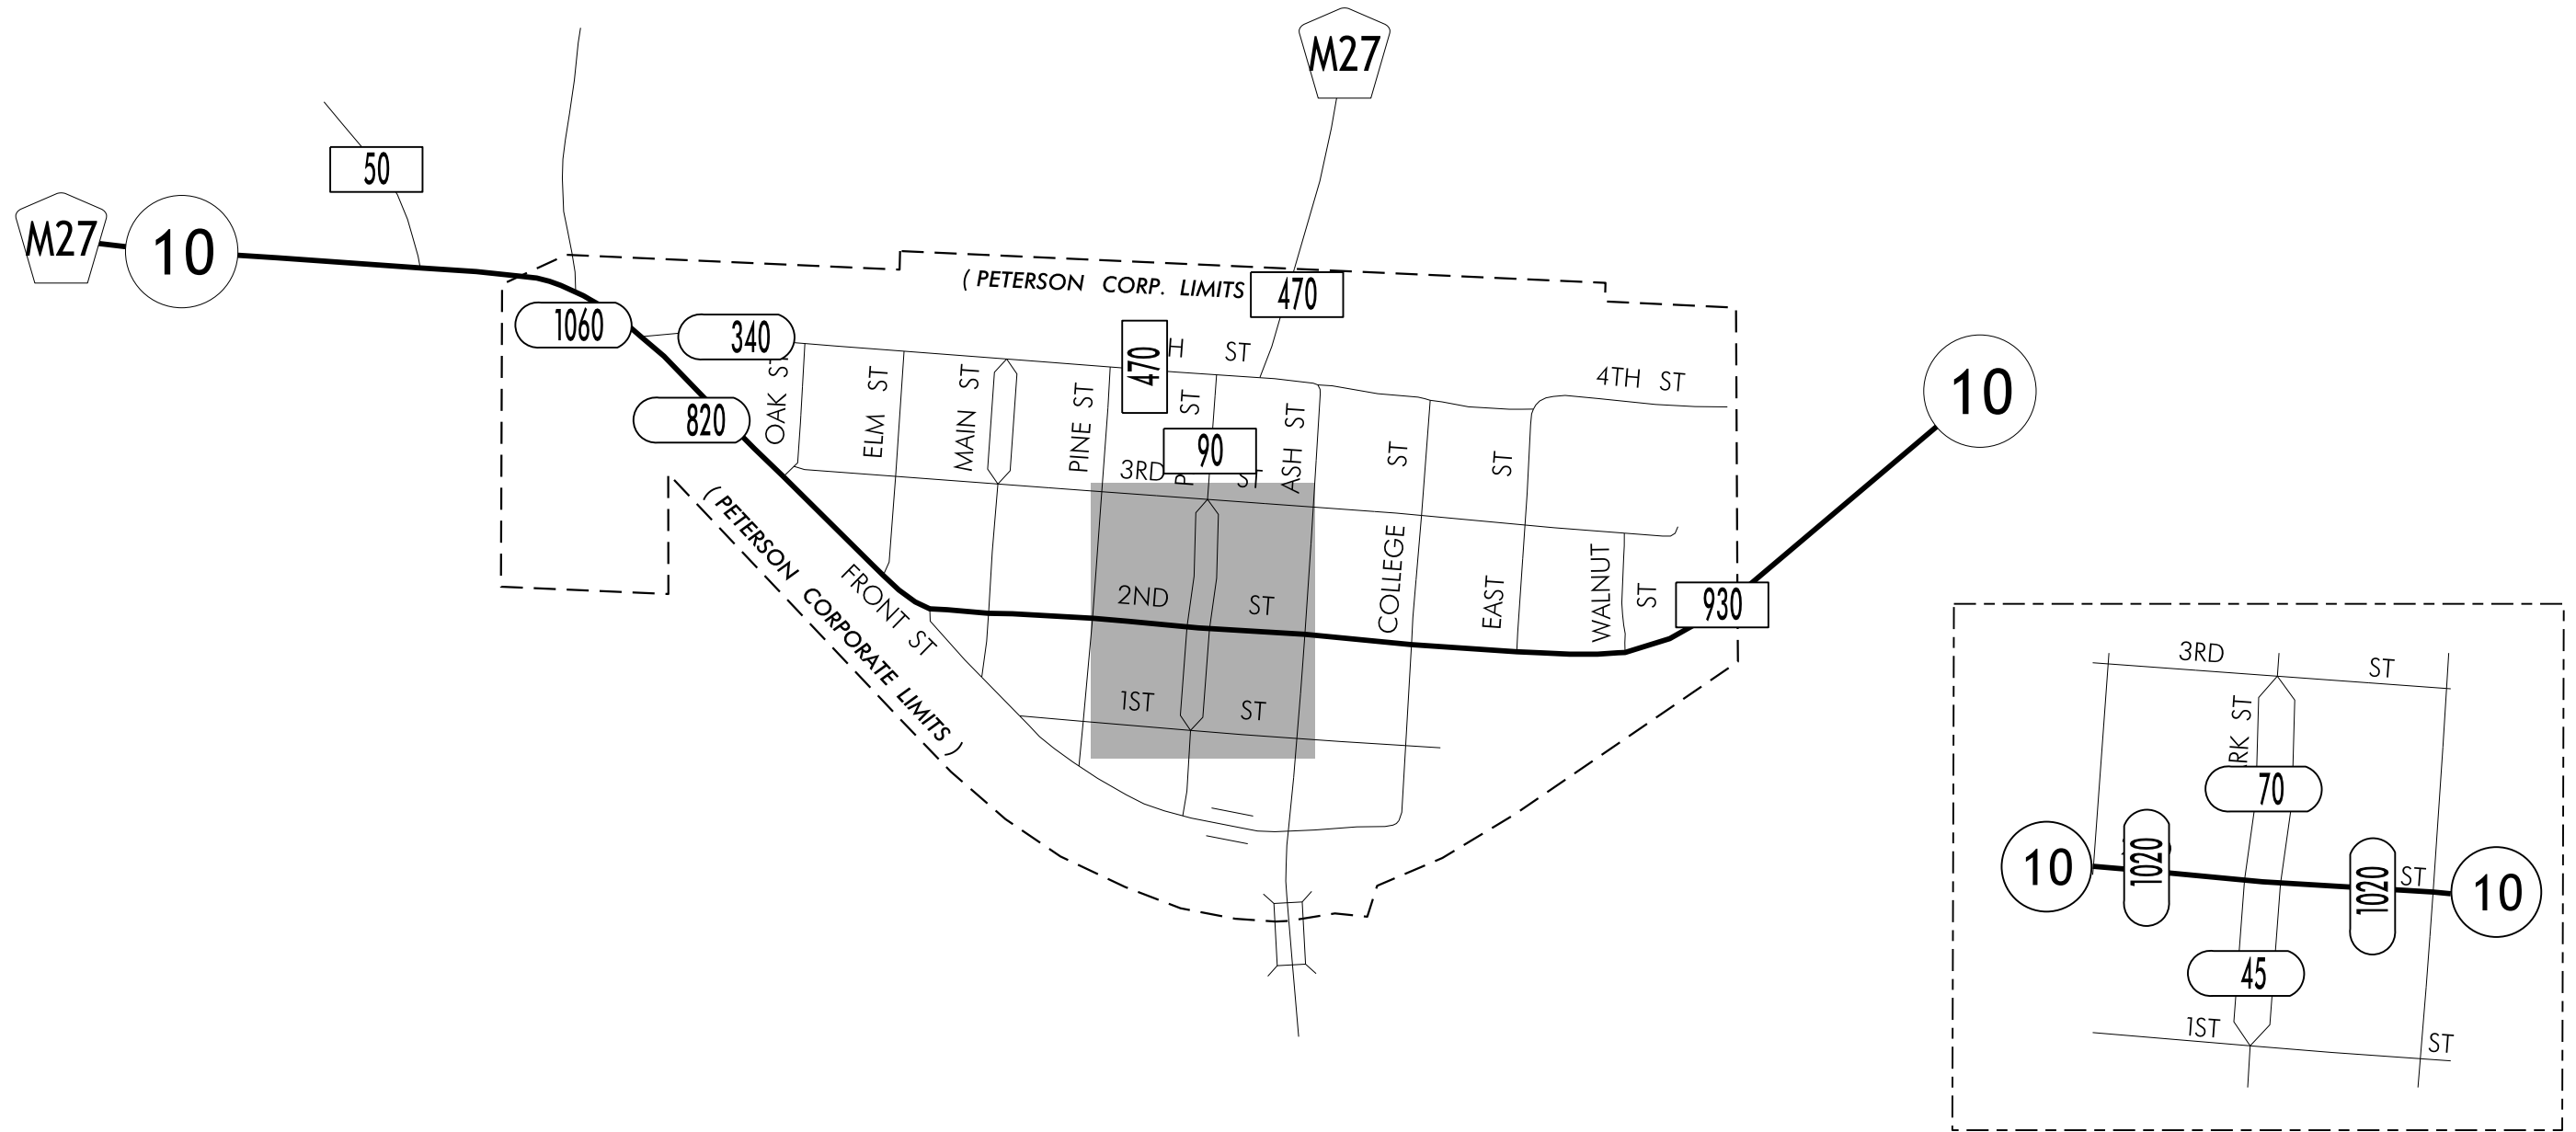 M27
M27
10
50
( PETERSON CORP. LIMITS
470
1060
340
820
470
H ST
4TH ST
10
OAK ST
ELM ST
MAIN ST
PINE ST
ST
90
ASH ST
3RD
ST
P
COLLEGE ST
EAST ST
WALNUT ST
( PETERSON CORPORATE LIMITS )
FRONT ST
2ND ST
930
1ST ST
3RD ST
RK ST
70
10
1020
1020
ST
10
45
1ST ST